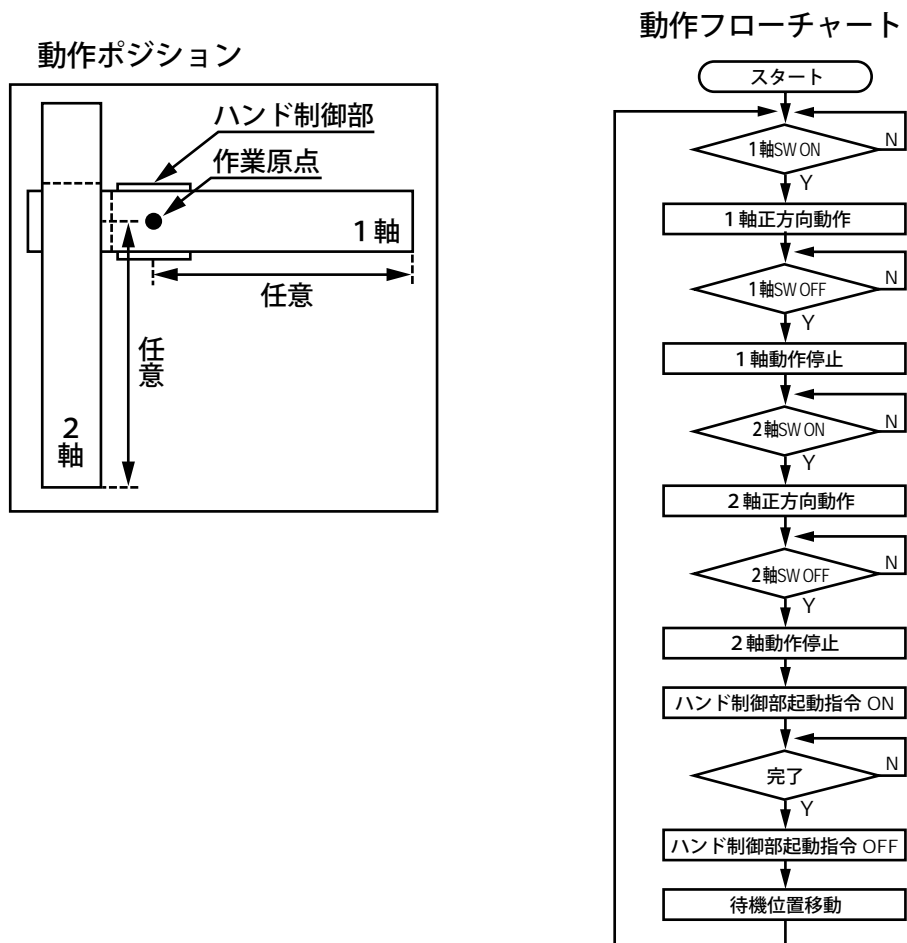 動作ポジション
ハンド制御部
作業原点
1軸
任意
任意
2軸
動作フローチャート
スタート
1軸SW ON
N
Y
1軸正方向動作
1軸SW OFF
N
Y
1軸動作停止
2軸SW ON
N
Y
2軸正方向動作
2軸SW OFF
N
Y
2軸動作停止
ハンド制御部起動指令 ON
完了
N
Y
ハンド制御部起動指令 OFF
待機位置移動